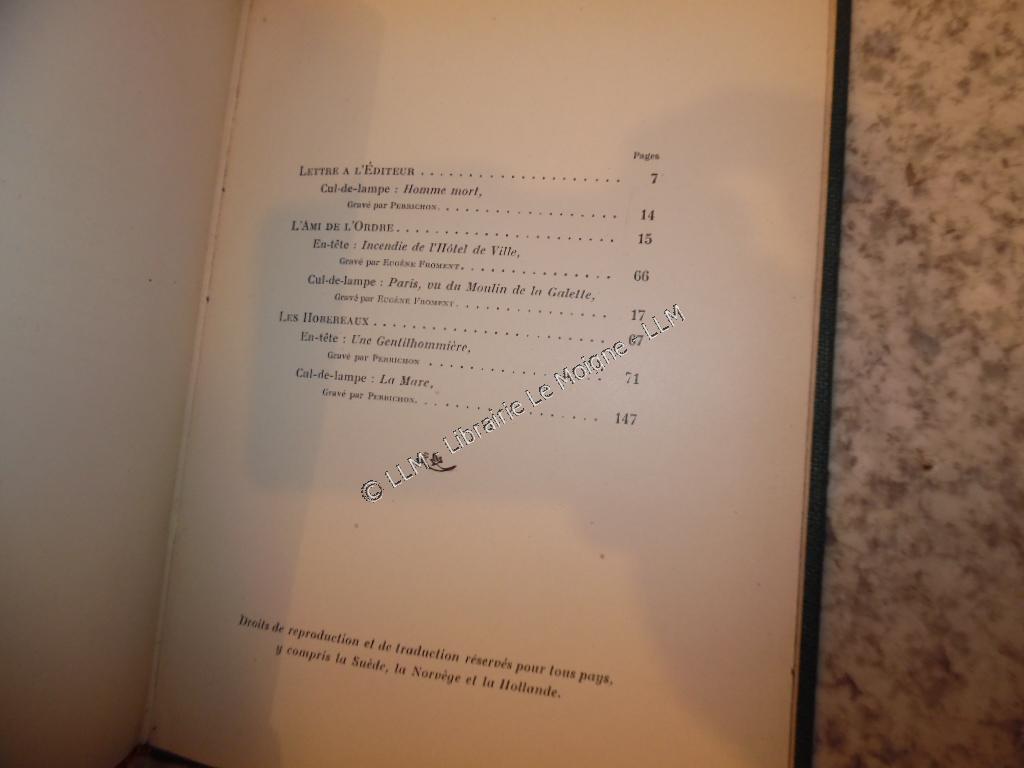 Pages
LETTRE A L'ÉDITEUR . . . . . . . . . . . . . . . . . . . . . 7
Cul-de-lampe : Homme mort,
Gravé par PERRICHON. . . . . . . . . . . . . . . . . . . 14
L'AMI DE L'ORDRE. . . . . . . . . . . . . . . . . . . . . . . 15
En-tête : Incendie de l'Hôtel de Ville,
Gravé par EUGÈNE FROMENT. . . . . . . . . . . . . . . . 66
Cul-de-lampe : Paris, vu du Moulin de la Galette,
Gravé par EUGÈNE FROMENT. . . . . . . . . . . . . . . . 17
LES HOBEREAUX . . . . . . . . . . . . . . . . . . . . . . . . 67
En-tête : Une Gentilhommière,
Gravé par PERRICHON . . . . . . . . . . . . . . . . . . . 71
Cul-de-lampe : La Mare,
Gravé par PERRICHON. . . . . . . . . . . . . . . . . . . 147
© LLM - Librairie Le Moigne - LLM
Droits de reproduction et de traduction réservés pour tous pays,
y compris la Suède, la Norvège et la Hollande.